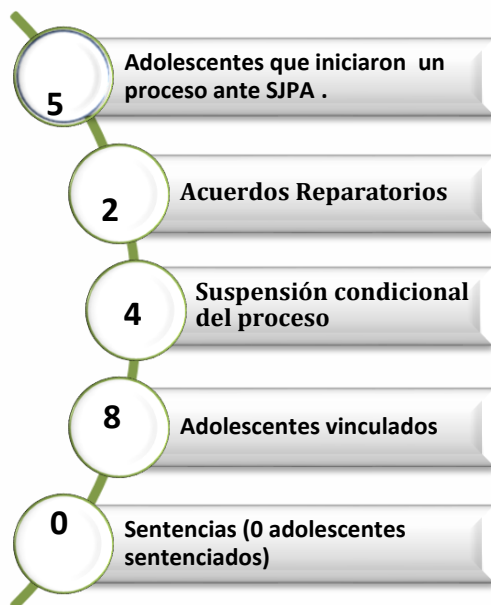 5
Adolescentes que iniciaron un
proceso ante SJPA .
2
Acuerdos Reparatorios
4
Suspensión condicional
del proceso
8
Adolescentes vinculados
0
Sentencias (0 adolescentes
sentenciados)